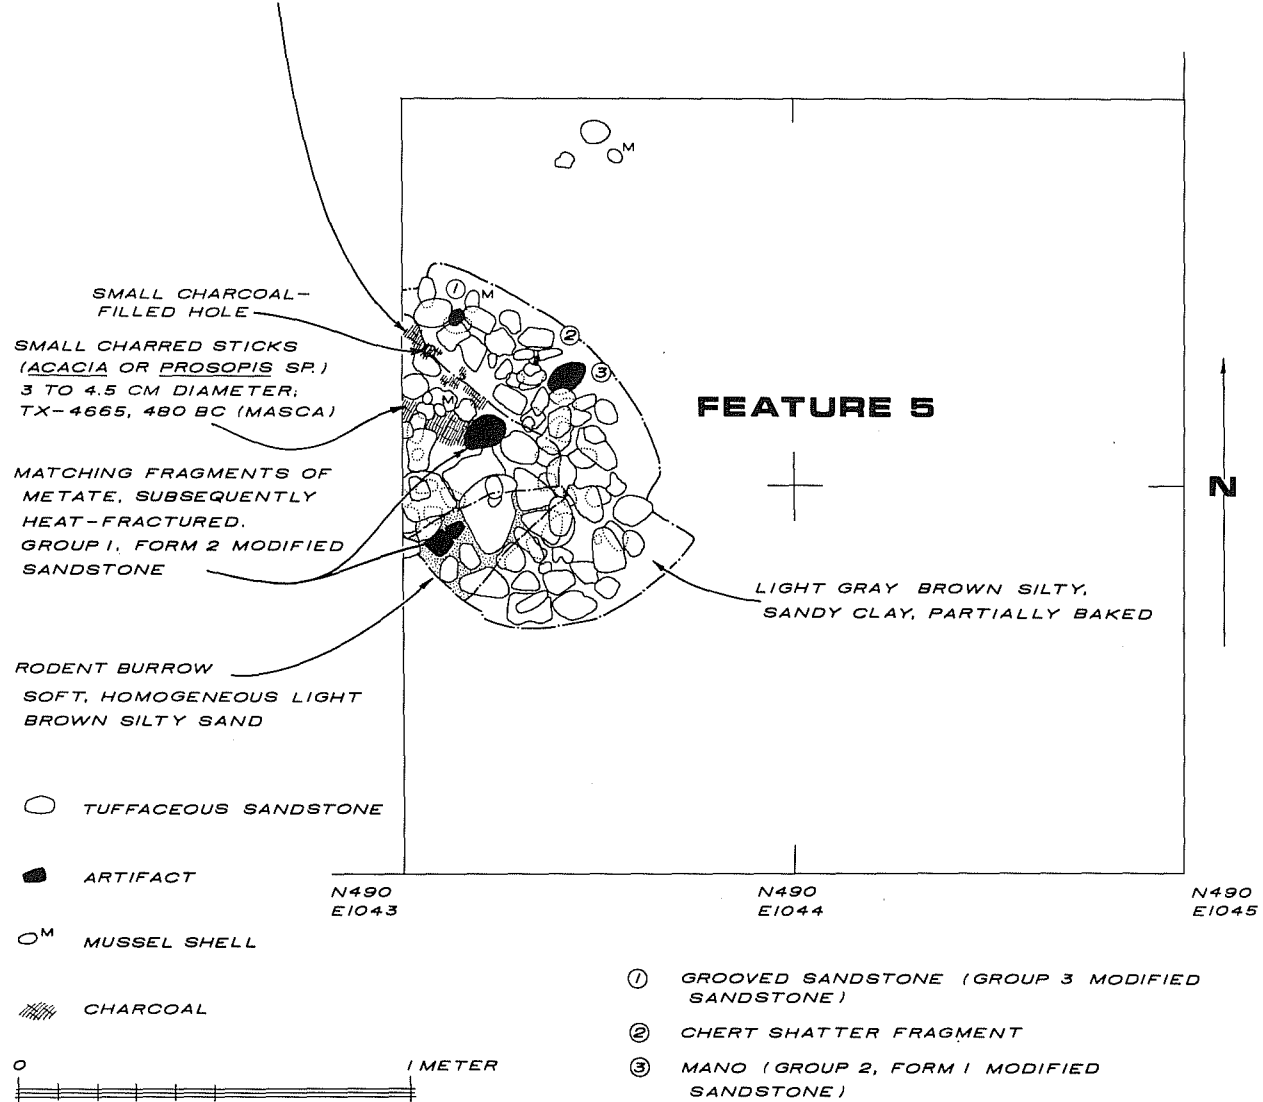 M
SMALL CHARCOAL-
FILLED HOLE
SMALL CHARRED STICKS
(ACACIA OR PROSOPIS SP.)
3 TO 4.5 CM DIAMETER;
TX-4665, 480 BC (MASCA)
MATCHING FRAGMENTS OF
METATE, SUBSEQUENTLY
HEAT-FRACTURED.
GROUP 1, FORM 2 MODIFIED
SANDSTONE
RODENT BURROW
SOFT, HOMOGENEOUS LIGHT
BROWN SILTY SAND
1
M
2
3
M
FEATURE 5
N
LIGHT GRAY BROWN SILTY,
SANDY CLAY, PARTIALLY BAKED
TUFFACEOUS SANDSTONE
ARTIFACT
M MUSSEL SHELL
CHARCOAL
0 1 METER
N490
E1043
N490
E1044
N490
E1045
1 GROOVED SANDSTONE (GROUP 3 MODIFIED
SANDSTONE)
2 CHERT SHATTER FRAGMENT
3 MANO (GROUP 2, FORM 1 MODIFIED
SANDSTONE)